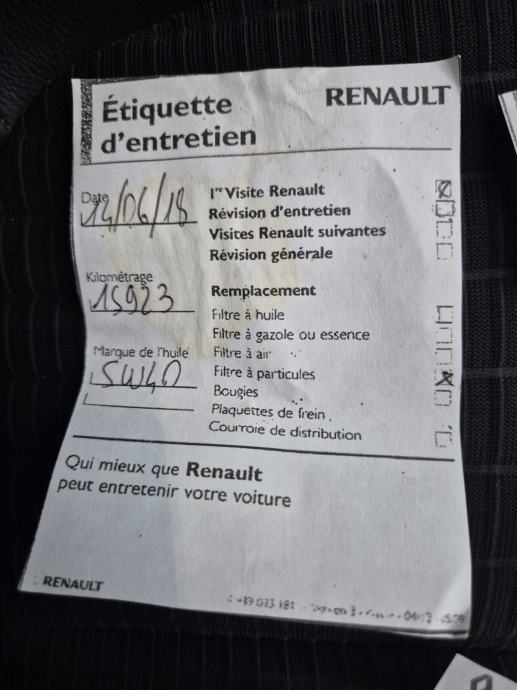 Étiquette
d'entretien
RENAULT
Date
14/06/18
Kilométrage
15923
Marque de l'huile
5W40
1re Visite Renault
Révision d'entretien
Visites Renault suivantes
Révision générale
Remplacement
Filtre à huile
Filtre à gazole ou essence
Filtre à air
Filtre à particules
Bougies
Plaquettes de frein
Courroie de distribution
Qui mieux que Renault
peut entretenir votre voiture
RENAULT